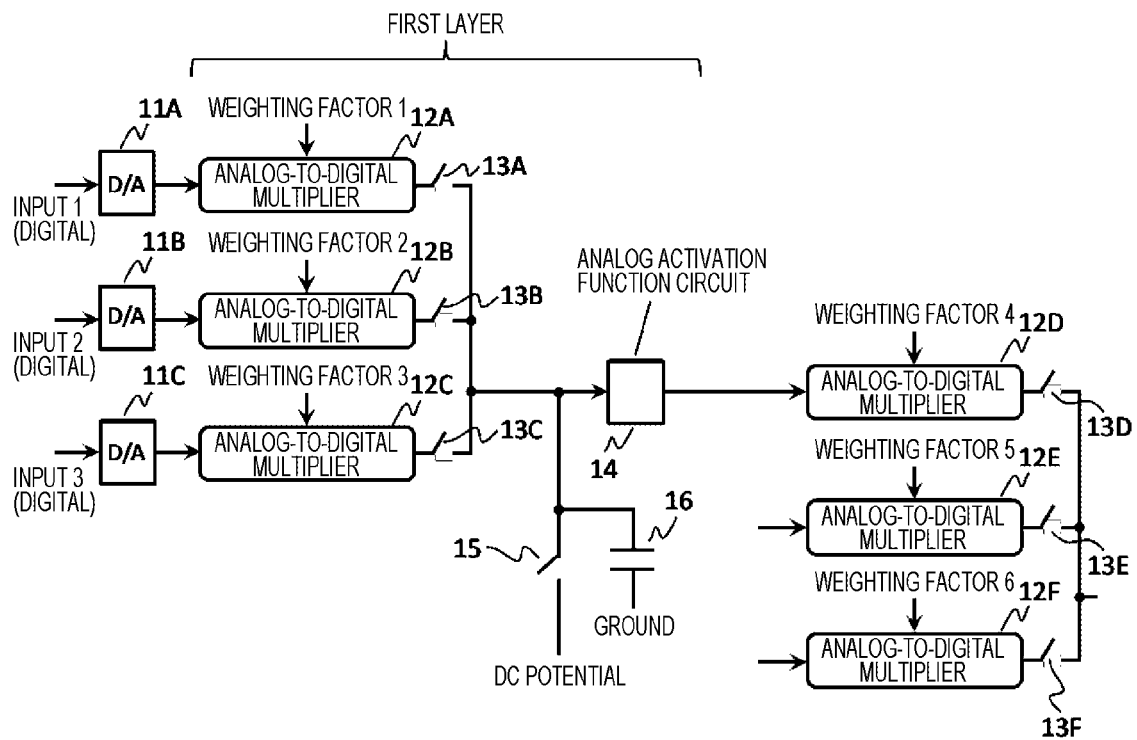 FIRST LAYER
11A
WEIGHTING FACTOR 1
12A
D/A
ANALOG-TO-DIGITAL
MULTIPLIER
13A
INPUT 1
(DIGITAL)
11B
WEIGHTING FACTOR 2
12B
D/A
ANALOG-TO-DIGITAL
MULTIPLIER
13B
INPUT 2
(DIGITAL)
11C
WEIGHTING FACTOR 3
12C
D/A
ANALOG-TO-DIGITAL
MULTIPLIER
13C
INPUT 3
(DIGITAL)
ANALOG ACTIVATION
FUNCTION CIRCUIT
14
15
16
GROUND
DC POTENTIAL
WEIGHTING FACTOR 4
12D
ANALOG-TO-DIGITAL
MULTIPLIER
13D
WEIGHTING FACTOR 5
12E
ANALOG-TO-DIGITAL
MULTIPLIER
13E
WEIGHTING FACTOR 6
12F
ANALOG-TO-DIGITAL
MULTIPLIER
13F